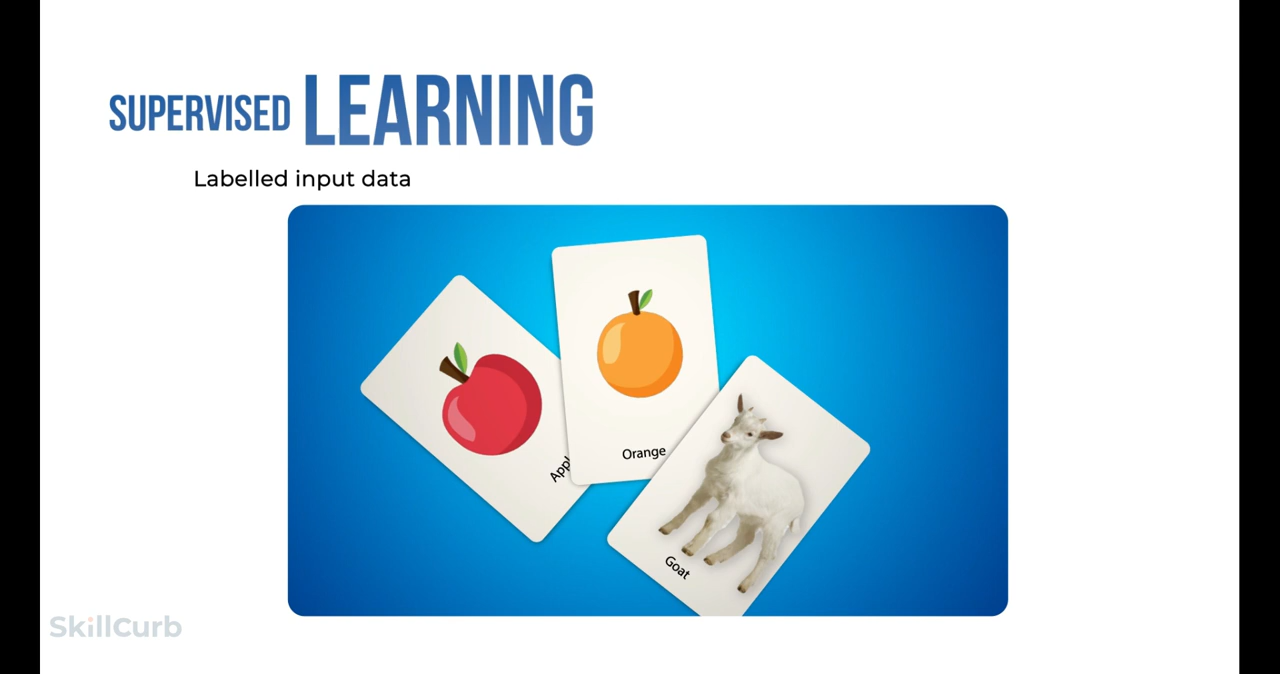 SUPERVISED LEARNING
Labelled input data
Orange
Goat
SkillCurb